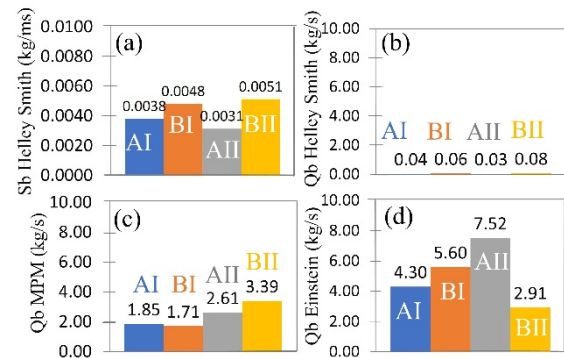 Sb Helley Smith (kg/ms)
0.0100
0.0080
0.0060
0.0040
0.0020
0.0000
(a)
0.0038
0.0048
0.0031
0.0051
AI
BI
AII
BII
Qb Helley Smith (kg/s)
10.00
8.00
6.00
4.00
2.00
0.00
(b)
AI
BI
AII
BII
0.04
0.06
0.03
0.08
Qb MPM (kg/s)
10.00
8.00
6.00
4.00
2.00
0.00
(c)
AI
BI
AII
BII
1.85
1.71
2.61
3.39
Qb Einstein (kg/s)
10.00
8.00
6.00
4.00
2.00
0.00
(d)
4.30
5.60
7.52
2.91
AI
BI
AII
BII